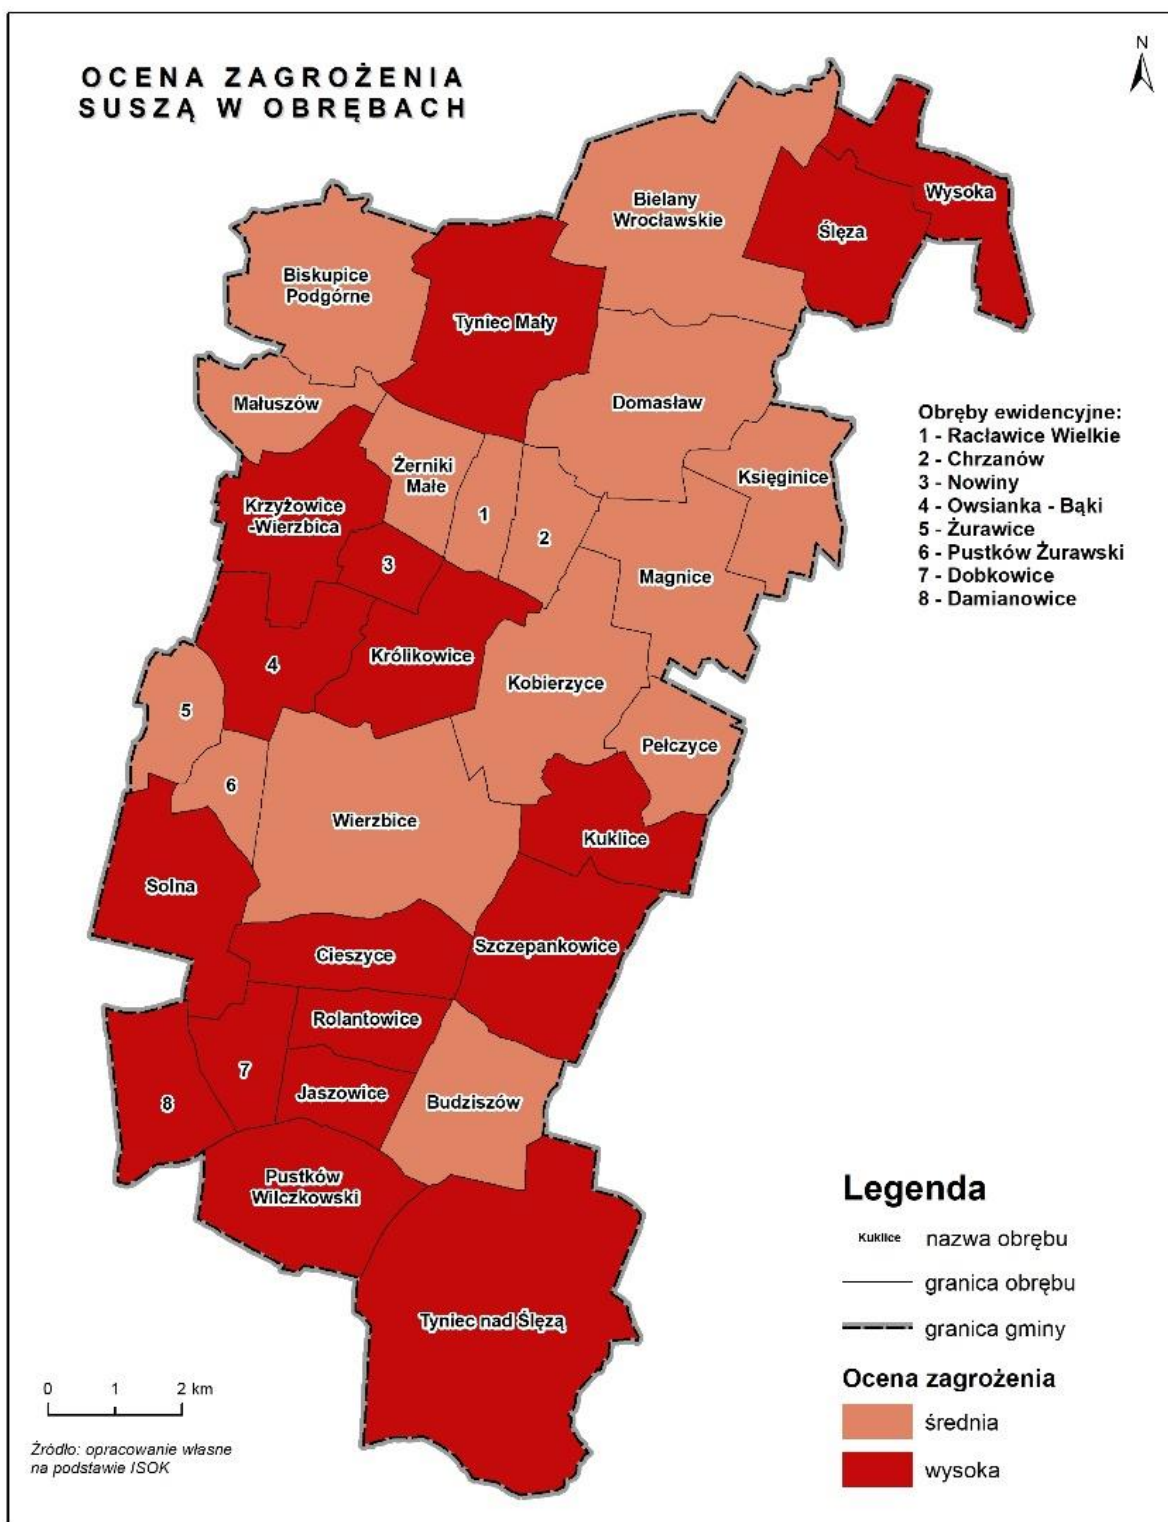 OCENA ZAGROŻENIA
SUSZĄ W OBRĘBACH
N
Wysoka
Bielany
Wrocławskie
Ślęza
Biskupice
Podgórne
Tyniec Mały
Małuszów
Domasław
Obręby ewidencyjne:
1 - Racławice Wielkie
2 - Chrzanów
3 - Nowiny
4 - Owsianka - Bąki
5 - Żurawice
6 - Pustków Żurawski
7 - Dobkowice
8 - Damianowice
Żerniki
Małe
Księginice
Krzyżowice
-Wierzbica
1
2
3
Magnice
4
Królikowice
Kobierzyce
5
Pełczyce
6
Wierzbice
Kuklice
Solna
Cieszyce
Szczepankowice
Rolantowice
7
Jaszowice
8
Budziszów
Pustków
Wilczkowski
Tyniec nad Ślęzą
Legenda
Kuklice nazwa obrębu
granica obrębu
granica gminy
Ocena zagrożenia
średnia
wysoka
0 1 2 km
Źródło: opracowanie własne
na podstawie ISOK